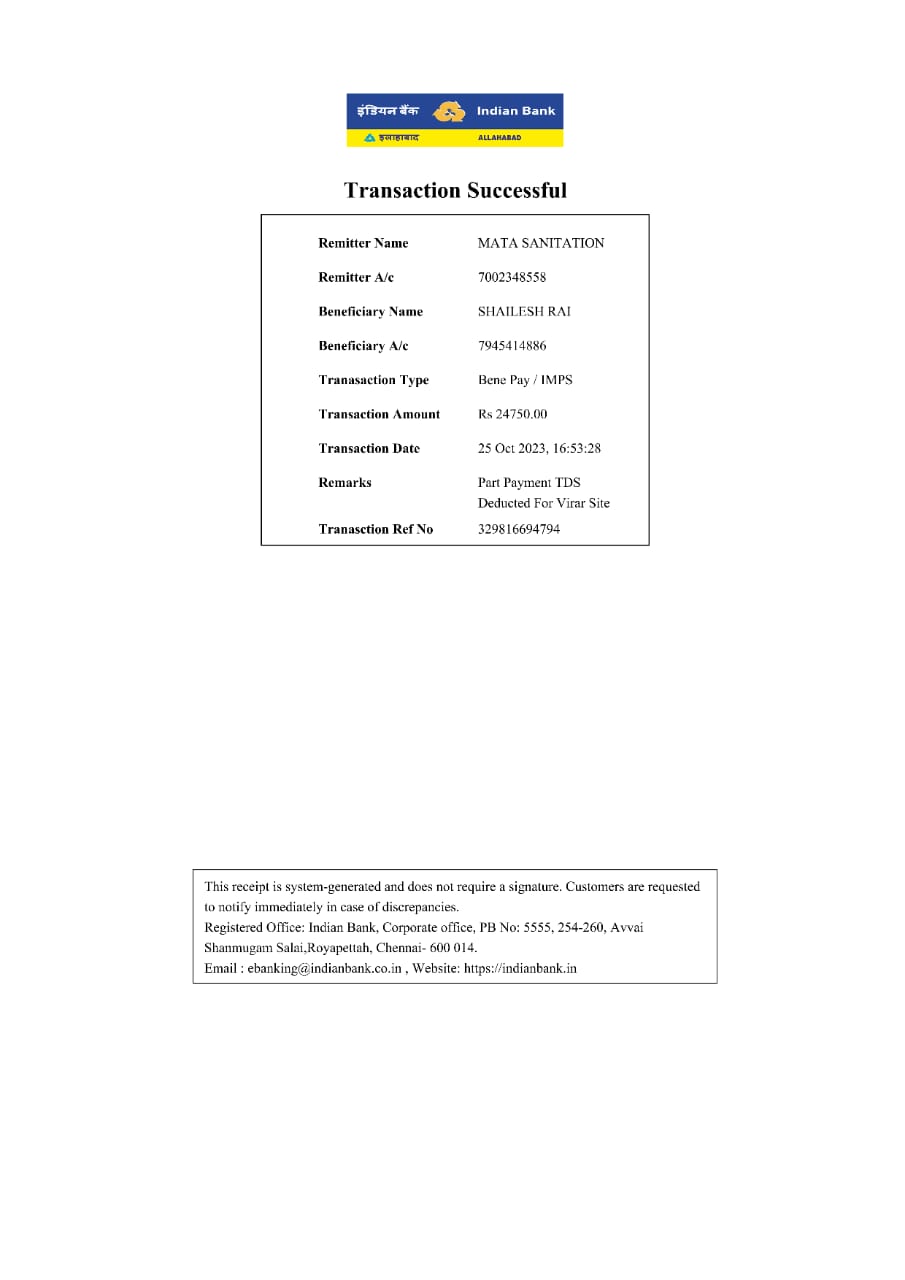 इंडियन बैंक Indian Bank
इलाहाबाद ALLAHABAD
Transaction Successful
Remitter Name MATA SANITATION
Remitter A/c 7002348558
Beneficiary Name SHAILESH RAI
Beneficiary A/c 7945414886
Tranasaction Type Bene Pay / IMPS
Transaction Amount Rs 24750.00
Transaction Date 25 Oct 2023, 16:53:28
Remarks Part Payment TDS
Deducted For Virar Site
Tranasction Ref No 329816694794
This receipt is system-generated and does not require a signature. Customers are requested
to notify immediately in case of discrepancies.
Registered Office: Indian Bank, Corporate office, PB No: 5555, 254-260, Avvai
Shanmugam Salai,Royapettah, Chennai- 600 014.
Email : ebanking@indianbank.co.in , Website: https://indianbank.in